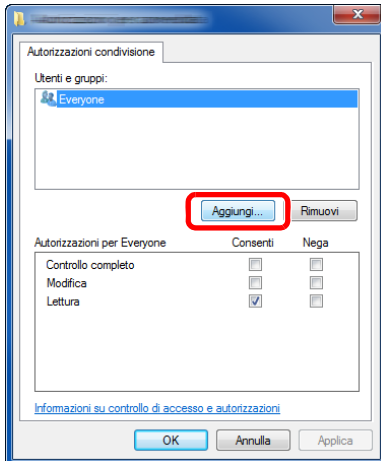 Autorizzazioni condivisione
Utenti e gruppi:
Everyone
Aggiungi... Rimuovi
Autorizzazioni per Everyone Consenti Nega
Controllo completo
Modifica
Lettura
Informazioni su controllo di accesso e autorizzazioni
OK Annulla Applica